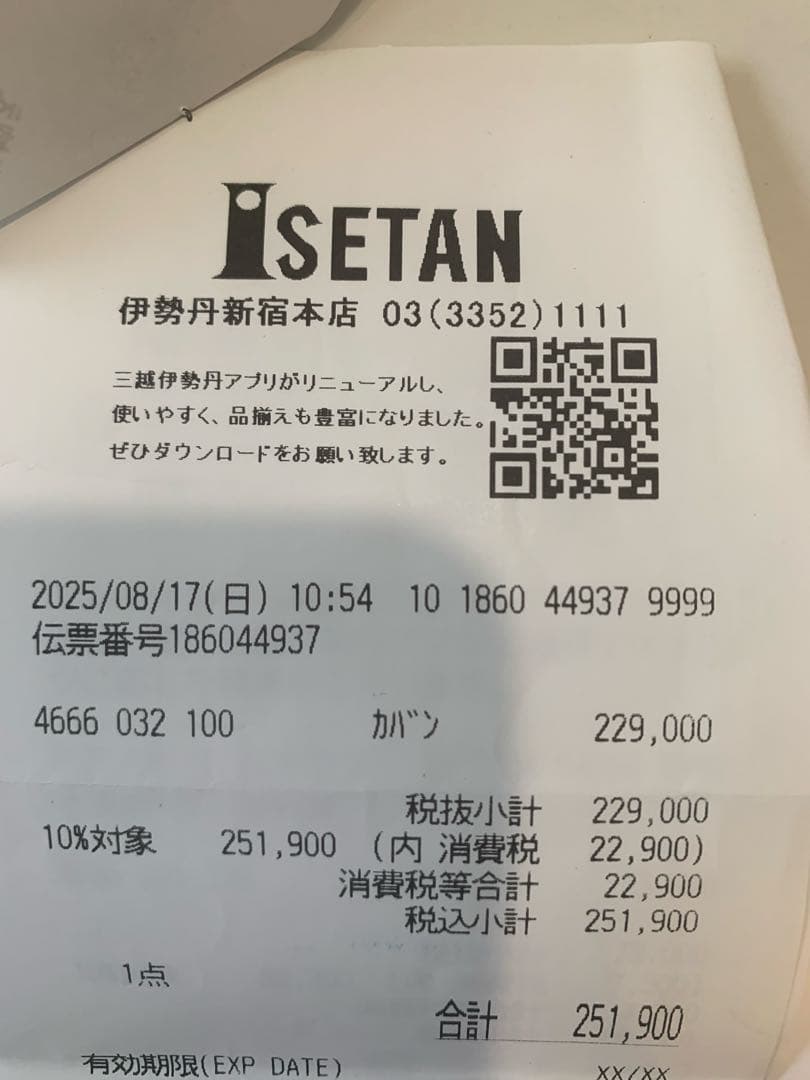 ISETAN
伊勢丹新宿本店 03(3352)1111
三越伊勢丹アプリがリニューアルし、
使いやすく、品揃えも豊富になりました。
ぜひダウンロードをお願い致します。
2025/08/17(日) 10:54 10 1860 44937 9999
伝票番号186044937
4666 032 100 ｶﾊﾞﾝ 229,000
税抜小計 229,000
10%対象 251,900 (内 消費税 22,900)
消費税等合計 22,900
税込小計 251,900
1点
合計 251,900
有効期限(EXP DATE) XX/XX